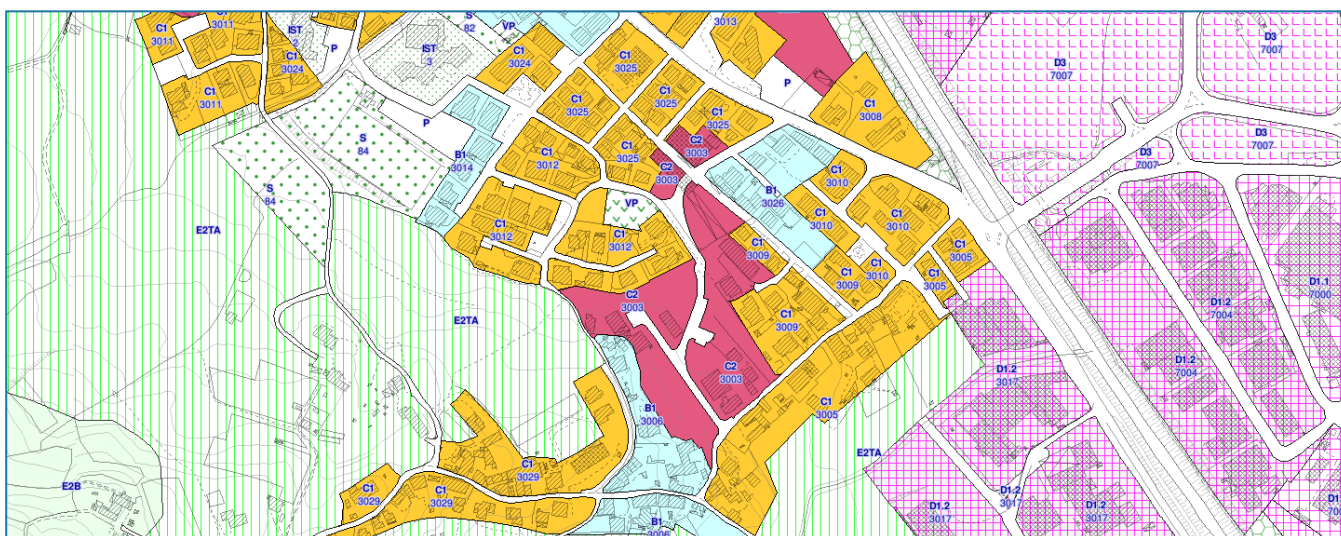 C1
3011
C1
3011
IST
2
P
C1
3024
C1
3011
S
82
VP
IST
3
C1
3024
3013
C1
3025
P
D3
7007
D3
7007
C1
3025
C1
3025
C1
3025
C1
3008
D3
7007
D3
7007
S
84
P
B1
3014
C1
3012
C1
3025
C2
3003
C2
3003
S
84
E2TA
VP
B1
3026
C1
3010
C1
3010
C1
3010
C1
3012
C1
3012
C1
3009
C1
3009
C1
3010
C1
3005
C1
3005
D1.1
7000
D1.2
7004
E2TA
C2
3003
C1
3009
D1.2
7004
D1.2
3017
C2
3003
B1
3006
C1
3005
E2TA
E2B
C1
3029
C1
3029
C1
3029
B1
3006
D1.2
3017
D1.2
3017
D1.2
3017